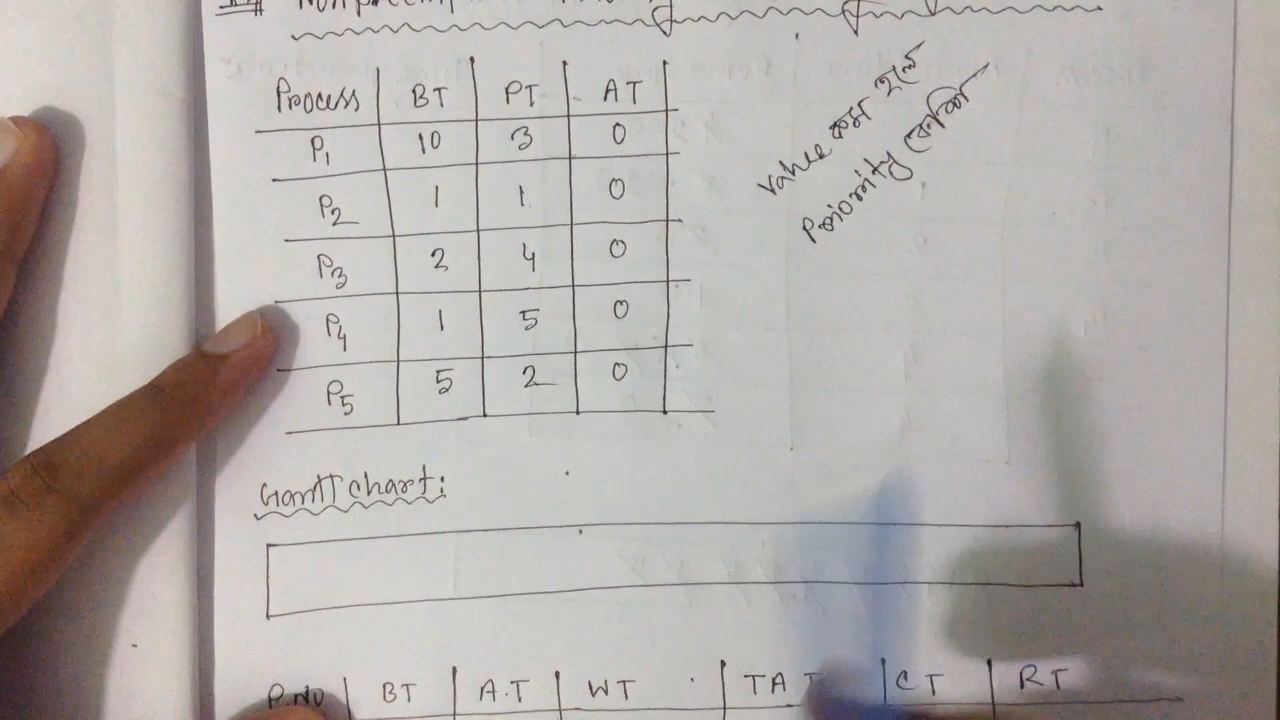 Process BT PT AT
P1 10 3 0
P2 1 1 0
P3 2 4 0
P4 1 5 0
P5 5 2 0
Value কম হলে
Priority বেশি
Gantt chart:
P.NO BT A.T WT TAT CT RT